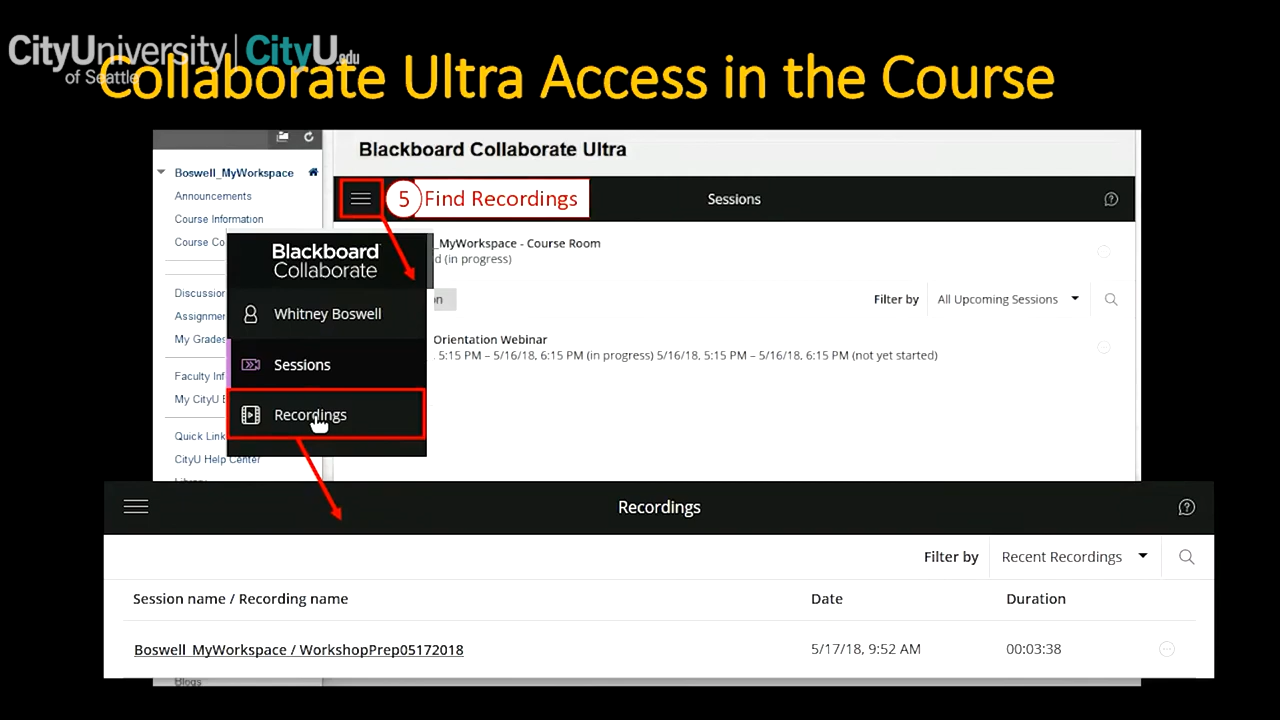 CityUniversity | CityU.edu
of Seattle
Collaborate Ultra Access in the Course
Blackboard Collaborate Ultra
Boswell_MyWorkspace
Announcements
Course Information
Course Co
5 Find Recordings
Sessions
_MyWorkspace - Course Room
d (in progress)
Blackboard
Collaborate
Whitney Boswell
Sessions
Recordings
on
Filter by
All Upcoming Sessions
Discussion
Assignmen
My Grades
Orientation Webinar
, 5:15 PM – 5/16/18, 6:15 PM (in progress) 5/16/18, 5:15 PM – 5/16/18, 6:15 PM (not yet started)
Faculty Inf
My CityU E
Quick Link
CityU Help Center
Library
Recordings
Filter by
Recent Recordings
Session name / Recording name
Date
Duration
Boswell_MyWorkspace / WorkshopPrep05172018
5/17/18, 9:52 AM
00:03:38
Blogs